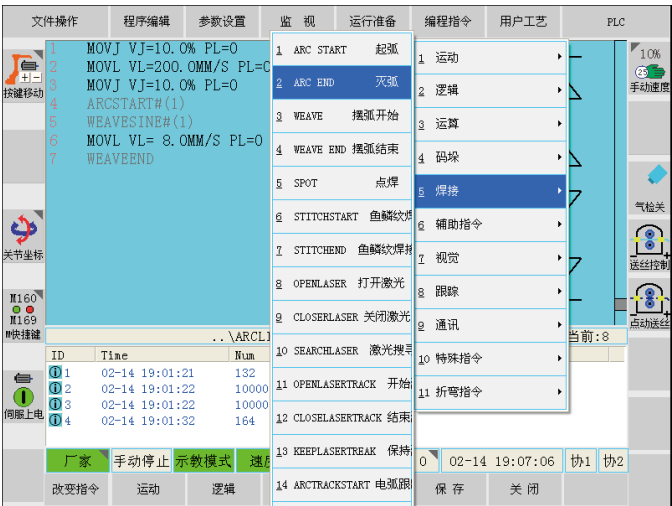 文件操作 程序编辑 参数设置 监 视 运行准备 编程指令 用户工艺 PLC
1 MOVJ VJ=10.0% PL=0
2 MOVL VL=200.0MM/S PL=0
3 MOVJ VJ=10.0% PL=0
4 ARCSTART#(1)
5 WEAVESINE#(1)
6 MOVL VL= 8.0MM/S PL=0
7 WEAVEEND
按健移动
关节坐标
M160
M169
M快捷键
伺服上电
1 ARC START 起弧
2 ARC END 灭弧
3 WEAVE 摆弧开始
4 WEAVE END 摆弧结束
5 SPOT 点焊
6 STITCHSTART 鱼鳞纹焊
7 STITCHEND 鱼鳞纹焊接
8 OPENLASER 打开激光
9 CLOSERLASER 关闭激光
10 SEARCHLASER 激光搜寻
11 OPENLASERTRACK 开始
12 CLOSELASERTRACK 结束
13 KEEPLASERTREAK 保持
14 ARCTRACKSTART 电弧跟
1 运动
2 逻辑
3 运算
4 码垛
5 焊接
6 辅助指令
7 视觉
8 跟踪
9 通讯
10 特殊指令
11 折弯指令
10%
25
手动速度
气检关
送丝控制
点动送丝
..\ARCLI
当前:8
ID Time Num
1 02-14 19:01:21 132
2 02-14 19:01:22 10000
3 02-14 19:01:22 10000
4 02-14 19:01:32 164
厂家 手动停止 示教模式 速度 0 02-14 19:07:06 协1 协2
改变指令 运动 逻辑 保存 关闭